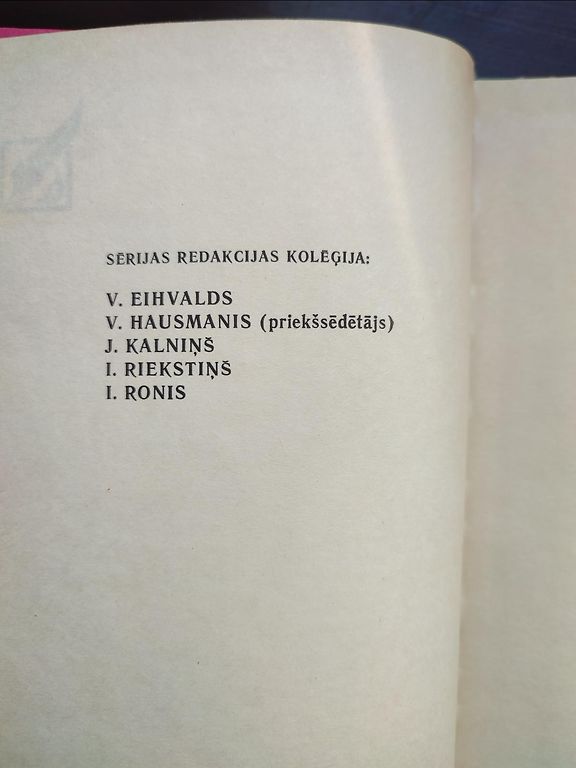 SĒRIJAS REDAKCIJAS KOLĒĢIJA:
V. EIHVALDS
V. HAUSMANIS (priekšsēdētājs)
J. KALNIŅŠ
I. RIEKSTIŅŠ
I. RONIS